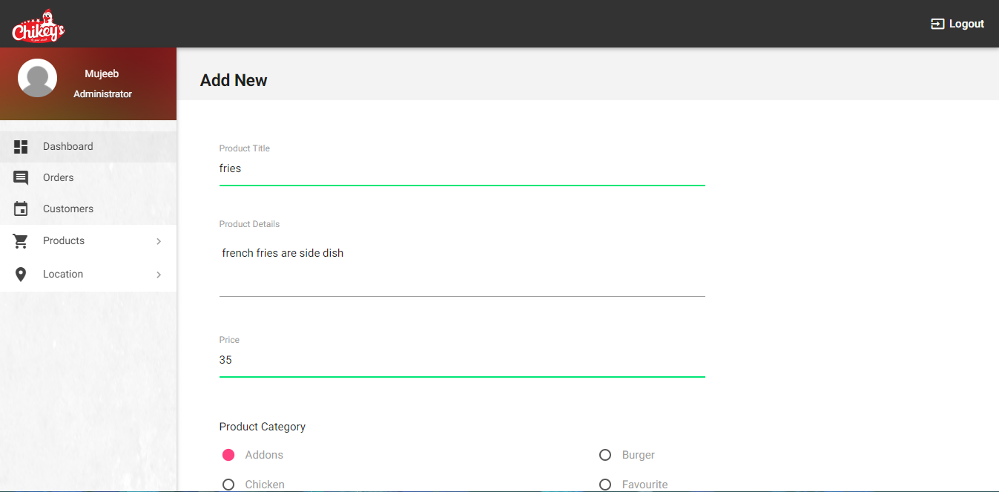 Chikey's
Logout
Mujeeb
Administrator
Dashboard
Orders
Customers
Products
Location
Add New
Product Title
fries
Product Details
french fries are side dish
Price
35
Product Category
Addons
Burger
Chicken
Favourite